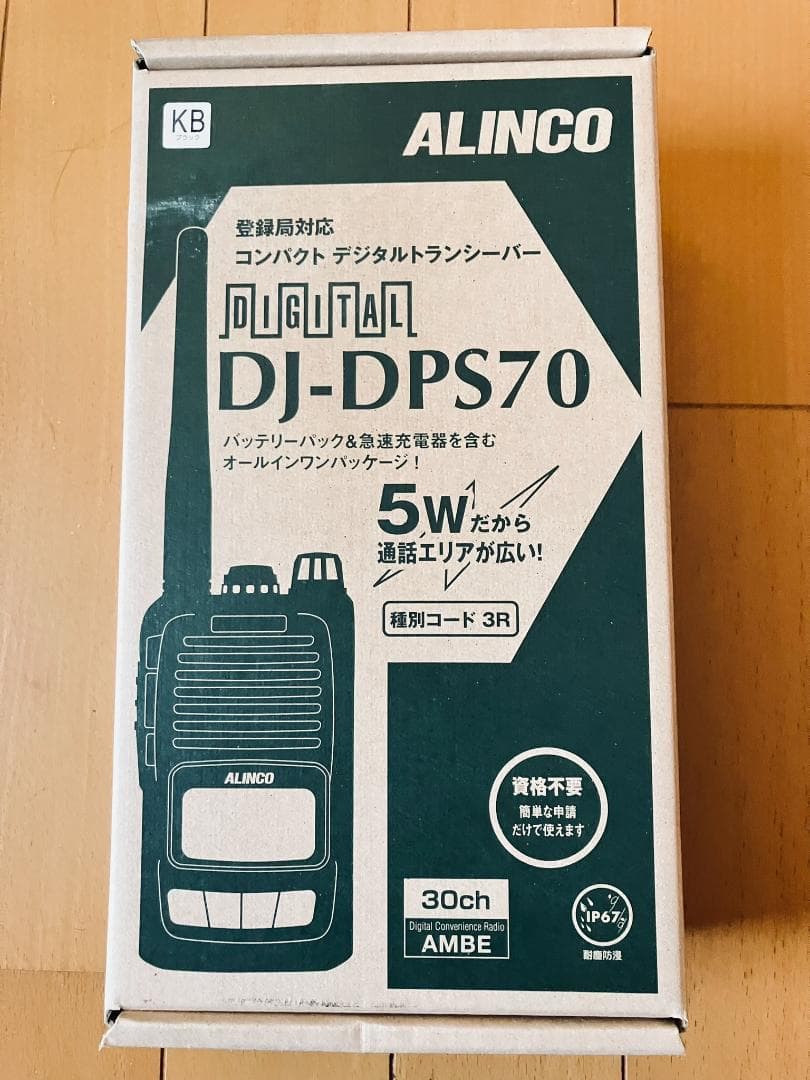 KB
ブラック
ALINCO
登録局対応
コンパクト デジタルトランシーバー
DIGITAL
DJ-DPS70
バッテリーパック&急速充電器を含む
オールインワンパッケージ！
5Wだから
通話エリアが広い!
種別コード 3R
ALINCO
資格不要
簡単な申請
だけで使えます
30ch
Digital Convenience Radio
AMBE
IP67
耐塵防浸